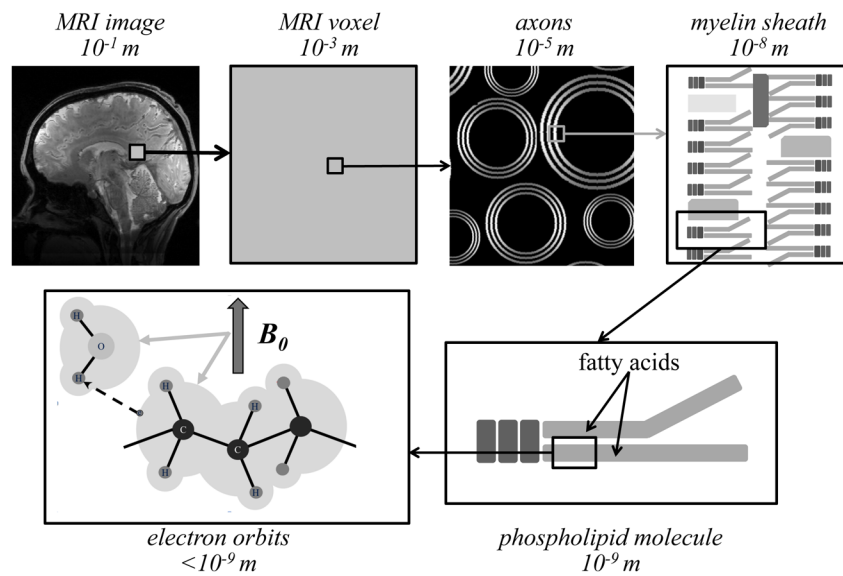 MRI image
10⁻¹ m
MRI voxel
10⁻³ m
axons
10⁻⁵ m
myelin sheath
10⁻⁸ m
H
O
H
B₀
H
H
C
C
H
H
fatty acids
electron orbits
<10⁻⁹ m
phospholipid molecule
10⁻⁹ m